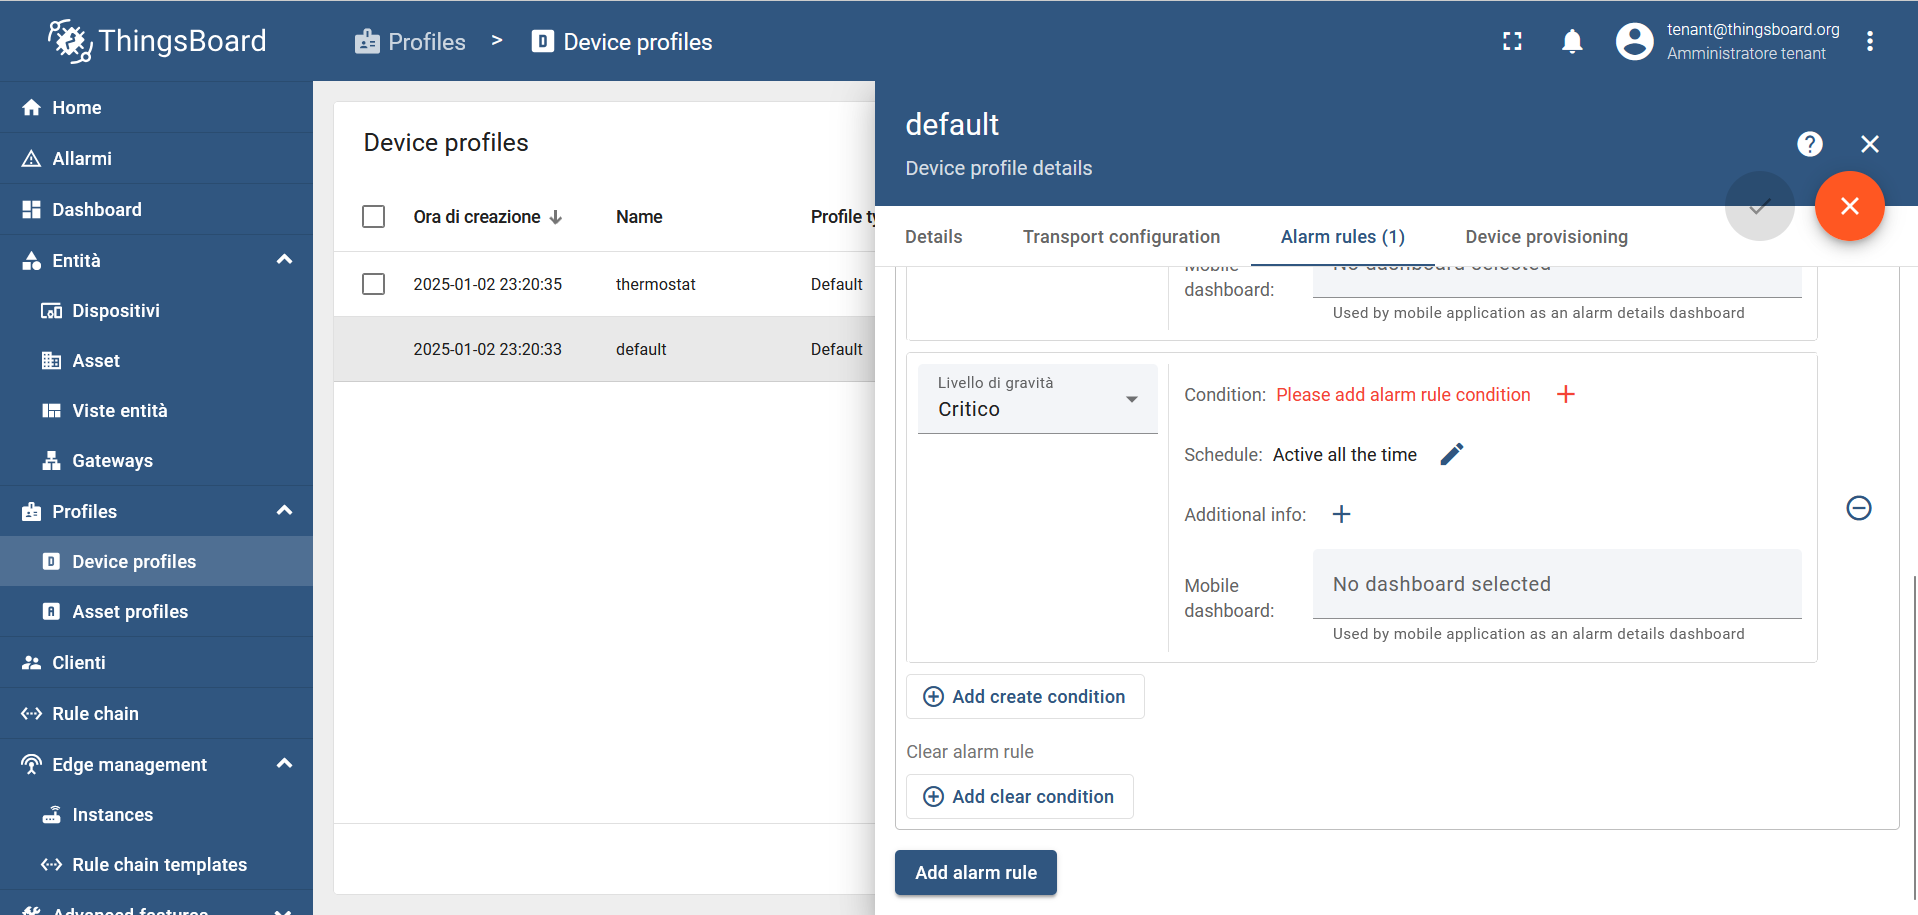 ThingsBoard
Profiles > Device profiles
tenant@thingsboard.org
Amministratore tenant
Home
Allarmi
Dashboard
Entità
Dispositivi
Asset
Viste entità
Gateways
Profiles
Device profiles
Asset profiles
Clienti
Rule chain
Edge management
Instances
Rule chain templates
Advanced features
Device profiles
Ora di creazione Name Profile ty
2025-01-02 23:20:35 thermostat Default
2025-01-02 23:20:33 default Default
default
Device profile details
Details Transport configuration Alarm rules (1) Device provisioning
Mobile
dashboard:
No dashboard selected
Used by mobile application as an alarm details dashboard
Livello di gravità
Critico
Condition: Please add alarm rule condition
Schedule: Active all the time
Additional info:
Mobile
dashboard:
No dashboard selected
Used by mobile application as an alarm details dashboard
Add create condition
Clear alarm rule
Add clear condition
Add alarm rule